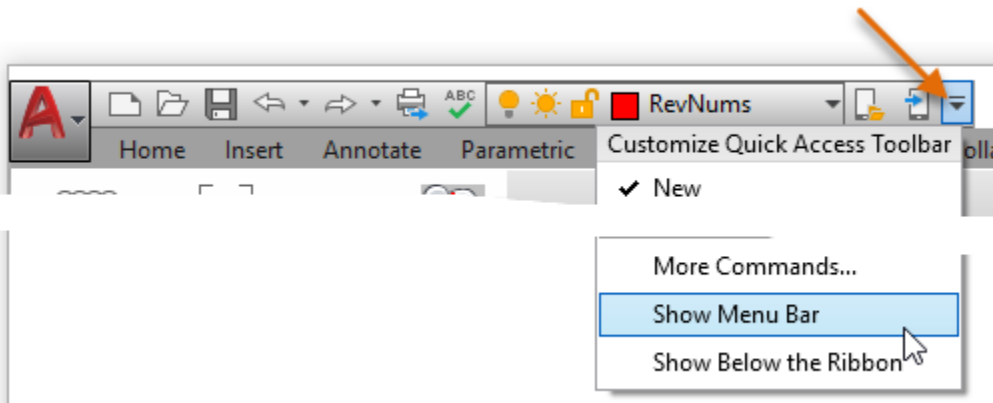 ABC
RevNums
Home Insert Annotate Parametric
Customize Quick Access Toolbar
New
More Commands...
Show Menu Bar
Show Below the Ribbon